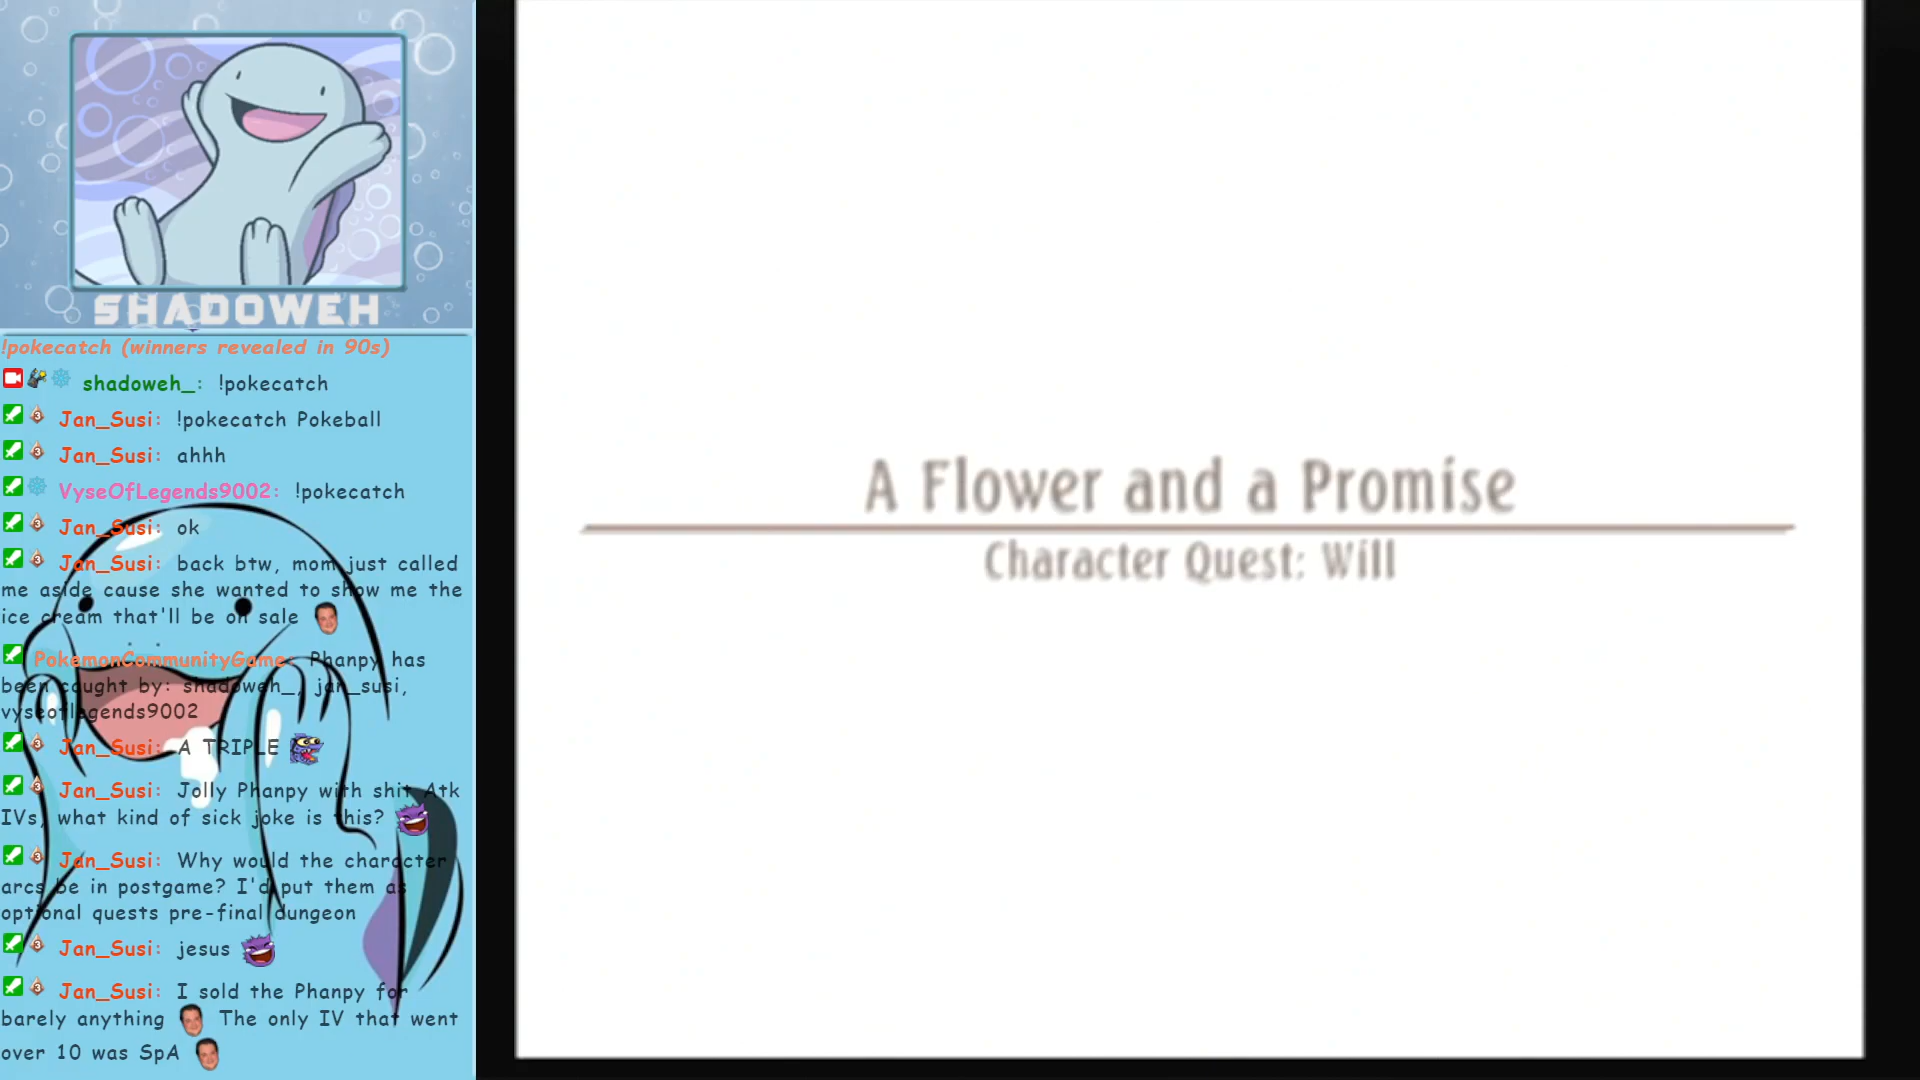 SHADOWEH
!pokecatch (winners revealed in 90s)
shadoweh_: !pokecatch
Jan_Susi: !pokecatch Pokeball
Jan_Susi: ahhh
VyseOfLegends9002: !pokecatch
Jan_Susi: ok
Jan_Susi: back btw, mom just called
me aside cause she wanted to show me the
ice cream that'll be on sale
PokemonCommunityGame: Phanpy has
been caught by: shadoweh_, jan_susi,
vyseoflegends9002
Jan_Susi: A TRIPLE
Jan_Susi: Jolly Phanpy with shit Atk
IVs, what kind of sick joke is this?
Jan_Susi: Why would the character
arcs be in postgame? I'd put them as
optional quests pre-final dungeon
Jan_Susi: jesus
Jan_Susi: I sold the Phanpy for
barely anything The only IV that went
over 10 was SpA
A Flower and a Promise
Character Quest: Will